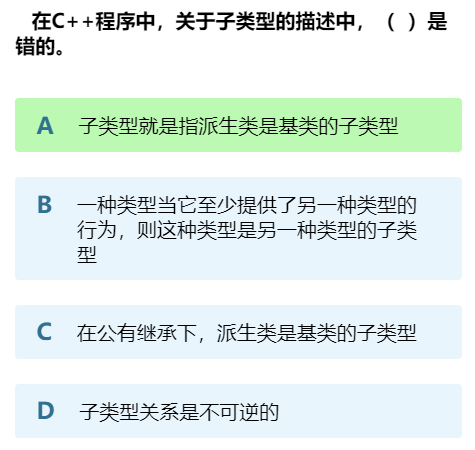 在C++程序中，关于子类型的描述中，（ ）是
错的。
A 子类型就是指派生类是基类的子类型
B 一种类型当它至少提供了另一种类型的
行为，则这种类型是另一种类型的子类
型
C 在公有继承下，派生类是基类的子类型
D 子类型关系是不可逆的